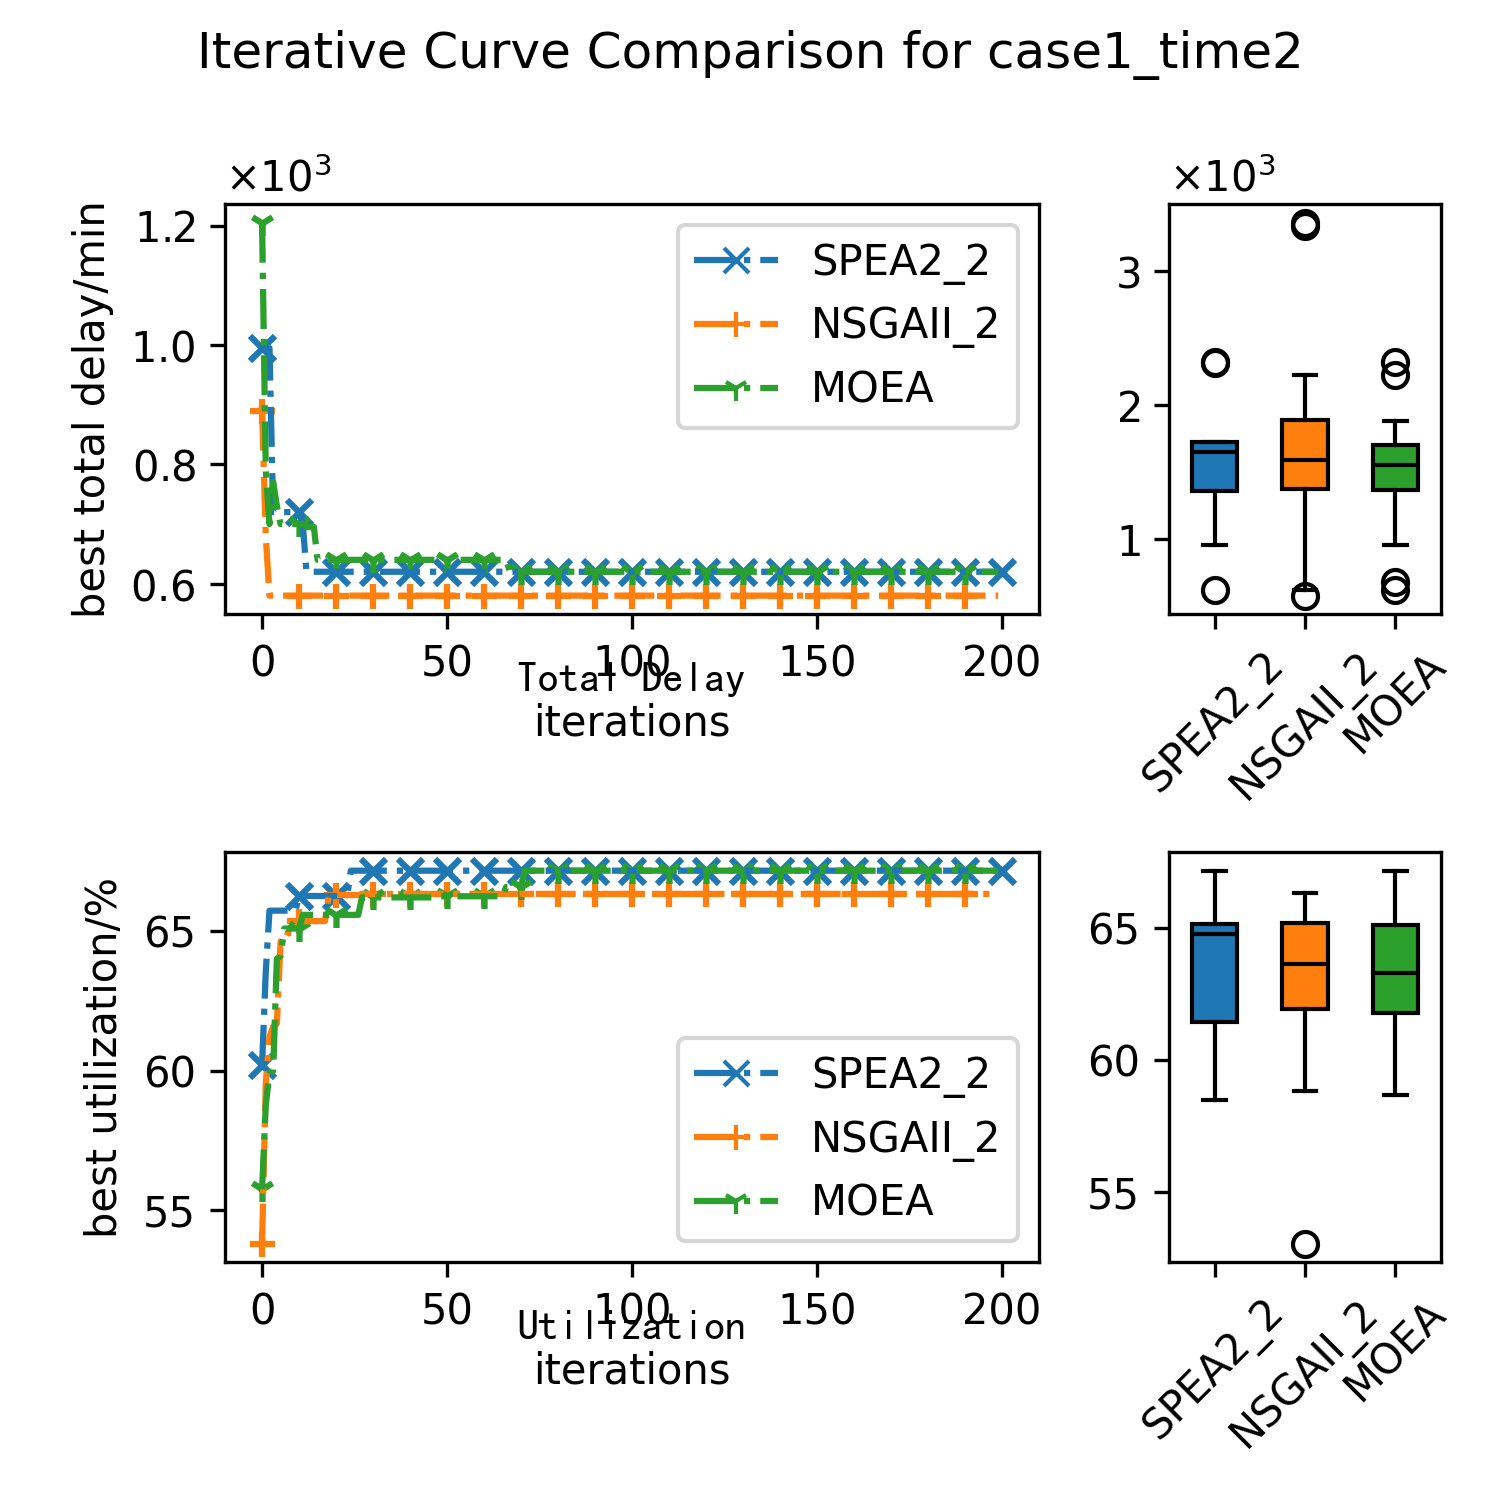 Iterative Curve Comparison for case1_time2
×10³
best total delay/min
1.2
1.0
0.8
0.6
SPEA2_2
NSGAII_2
MOEA
0 50 100 150 200
Total Delay
iterations
×10³
3
2
1
SPEA2_2
NSGAII_2
MOEA
best utilization/%
65
60
55
SPEA2_2
NSGAII_2
MOEA
0 50 100 150 200
Utilization
iterations
65
60
55
SPEA2_2
NSGAII_2
MOEA